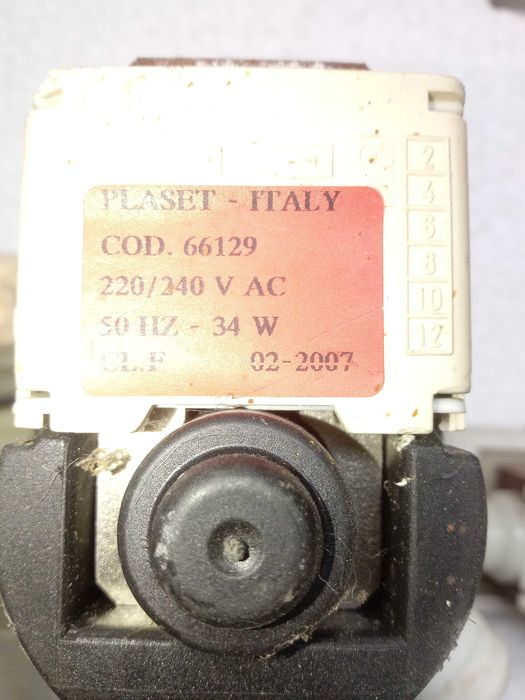 PLASET - ITALY
COD. 66129
220/240 V AC
50 HZ - 34 W
CL.F 02-2007
2
4
6
8
10
12